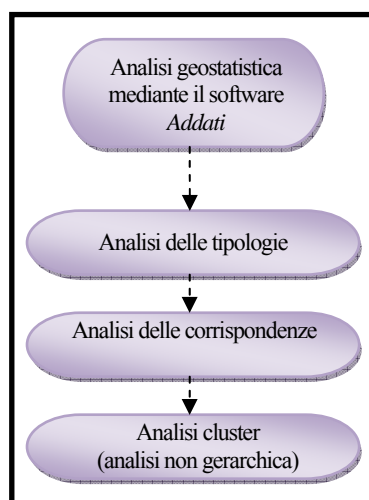 Analisi geostatistica
mediante il software
Addati
Analisi delle tipologie
Analisi delle corrispondenze
Analisi cluster
(analisi non gerarchica)